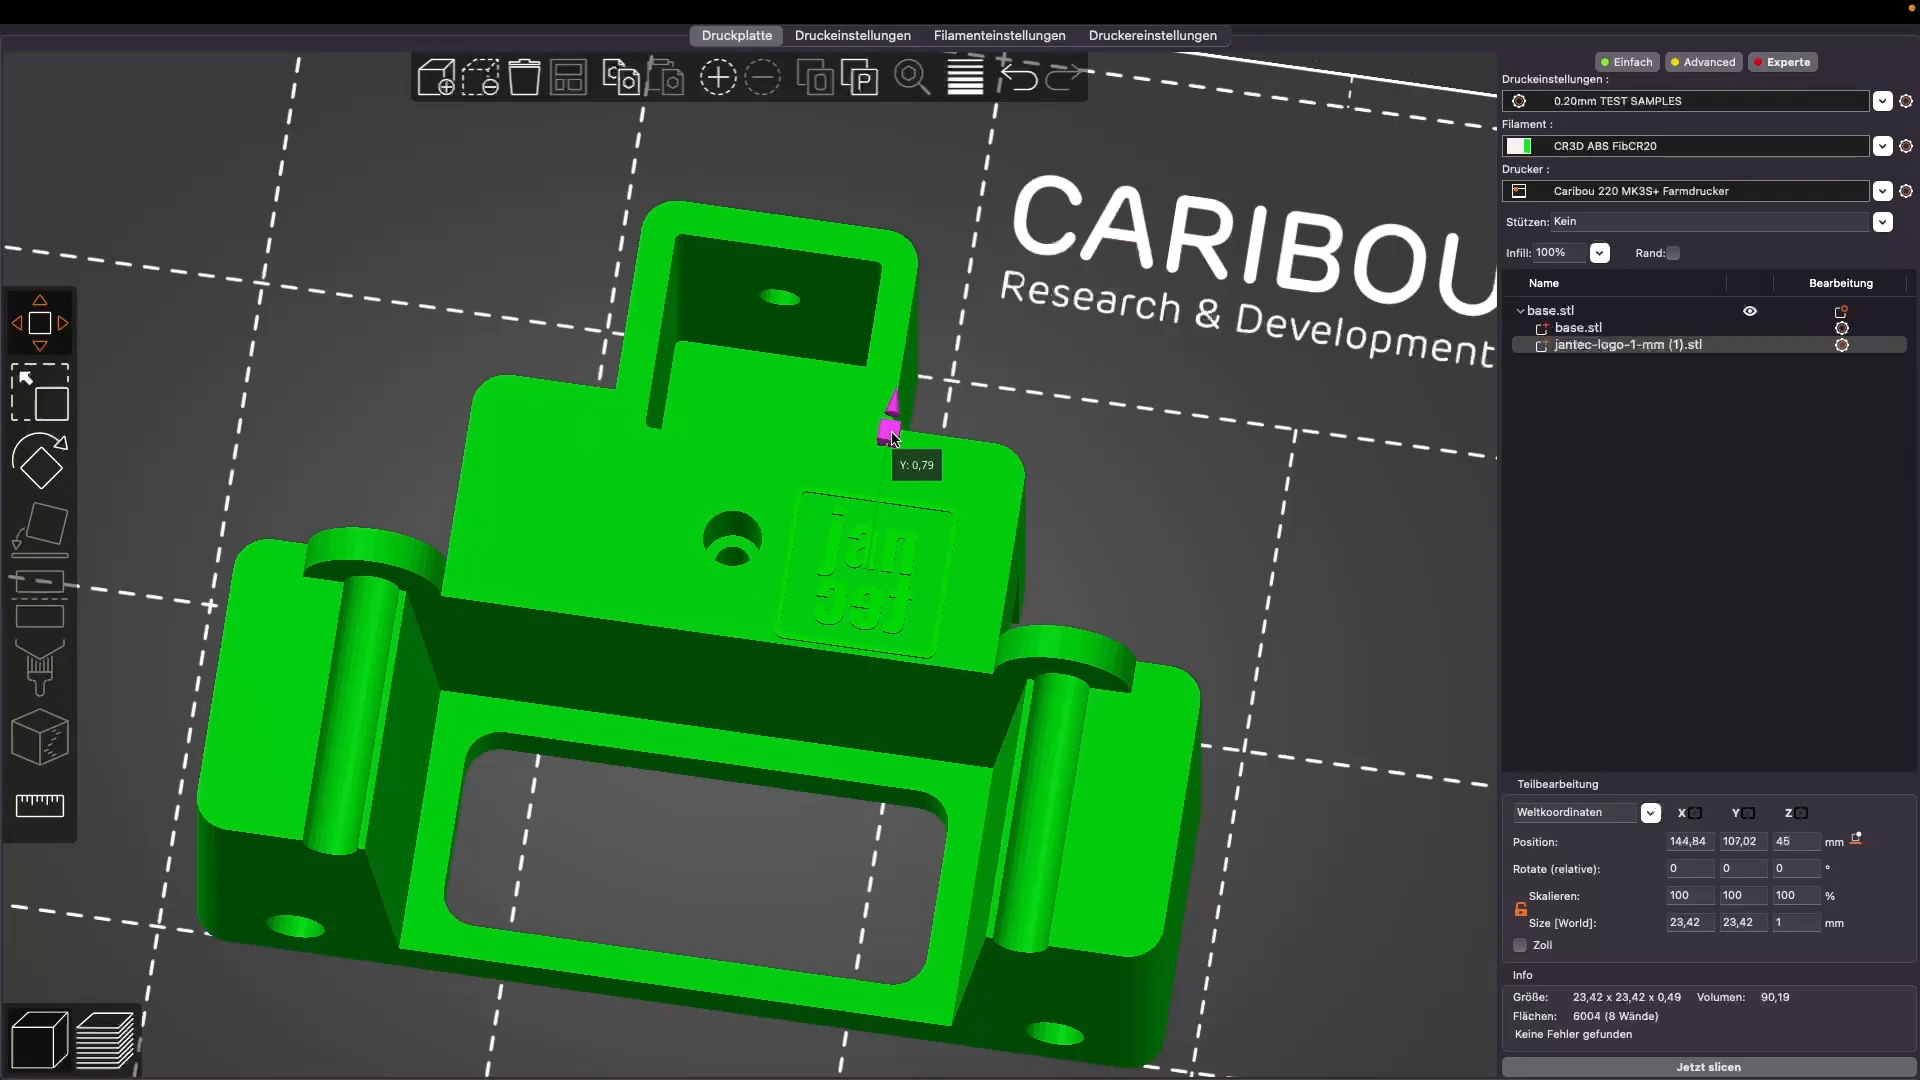 Druckplatte Druckeinstellungen Filamenteinstellungen Druckereinstellungen
Einfach Advanced Experte
Druckeinstellungen :
0.20mm TEST SAMPLES
Filament :
CR3D ABS FibCR20
Drucker :
Caribou 220 MK3S+ Farmdrucker
Stützen: Kein
Infill: 100% Rand:
Name Bearbeitung
base.stl
base.stl
jantec-logo-1-mm (1).stl
CARIBOU
Research & Development
Y: 0,79
jan
Teilbearbeitung
Weltkoordinaten X Y Z
Position: 144,84 107,02 45 mm
Rotate (relative): 0 0 0 °
Skalieren: 100 100 100 %
Size [World]: 23,42 23,42 1 mm
Zoll
Info
Größe: 23,42 x 23,42 x 0,49 Volumen: 90,19
Flächen: 6004 (8 Wände)
Keine Fehler gefunden
Jetzt slicen